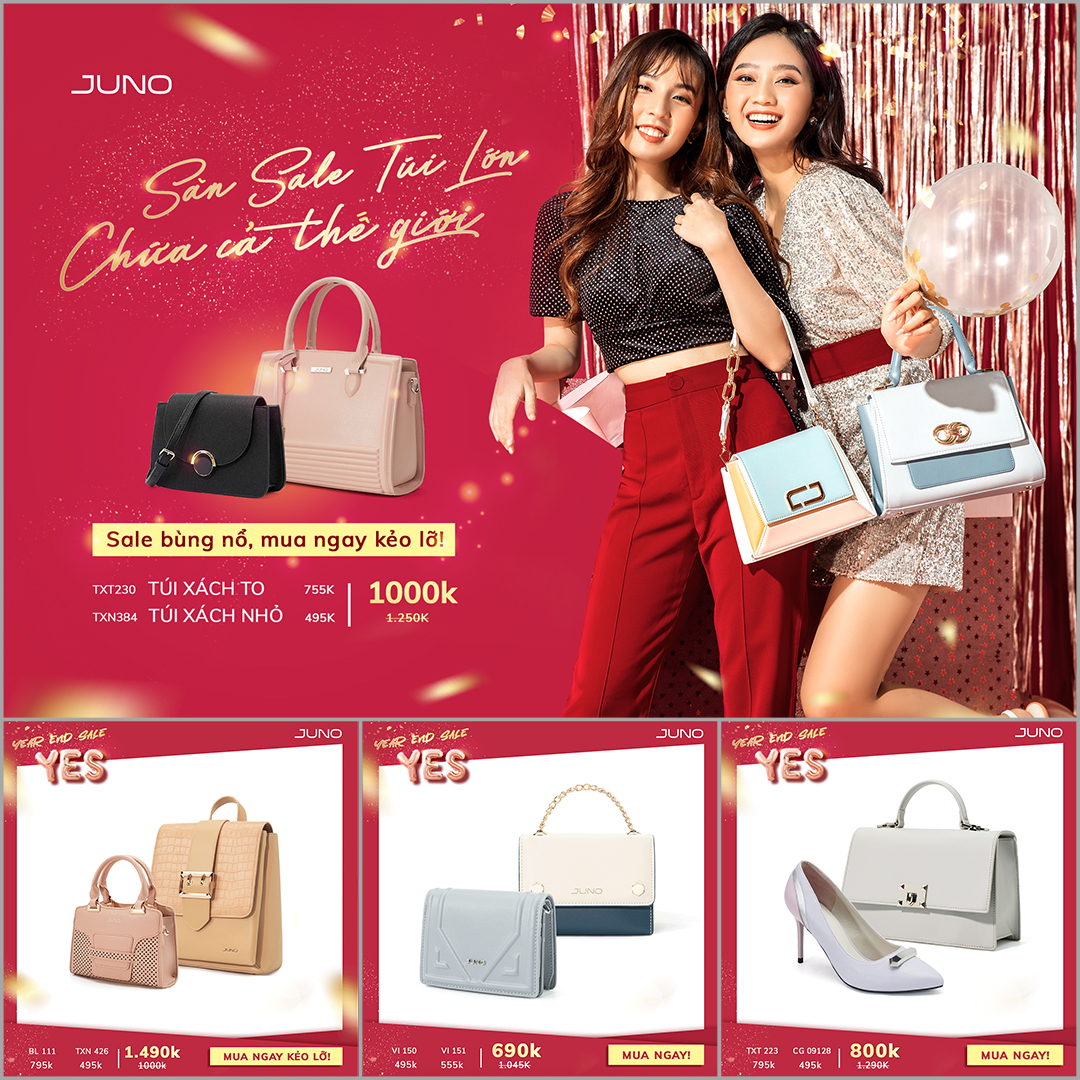 JUNO
Săn Sale Túi Lớn
Chứa cả thế giới
JUNO
Sale bùng nổ, mua ngay kẻo lỡ!
TXT230 TÚI XÁCH TO 755K
TXN384 TÚI XÁCH NHỎ 495K
1000k
1.250K
YEAR END SALE
YES
JUNO
JUNO
BL 111 TXN 426
795k 495k
1.490k
1000k
MUA NGAY KẺO LỠ!
YEAR END SALE
YES
JUNO
JUNO
JUNO
VI 150 VI 151
495k 555k
690k
1.045k
MUA NGAY!
YEAR END SALE
YES
JUNO
TXT 223 CG 09128
795k 495k
800k
1.290k
MUA NGAY!